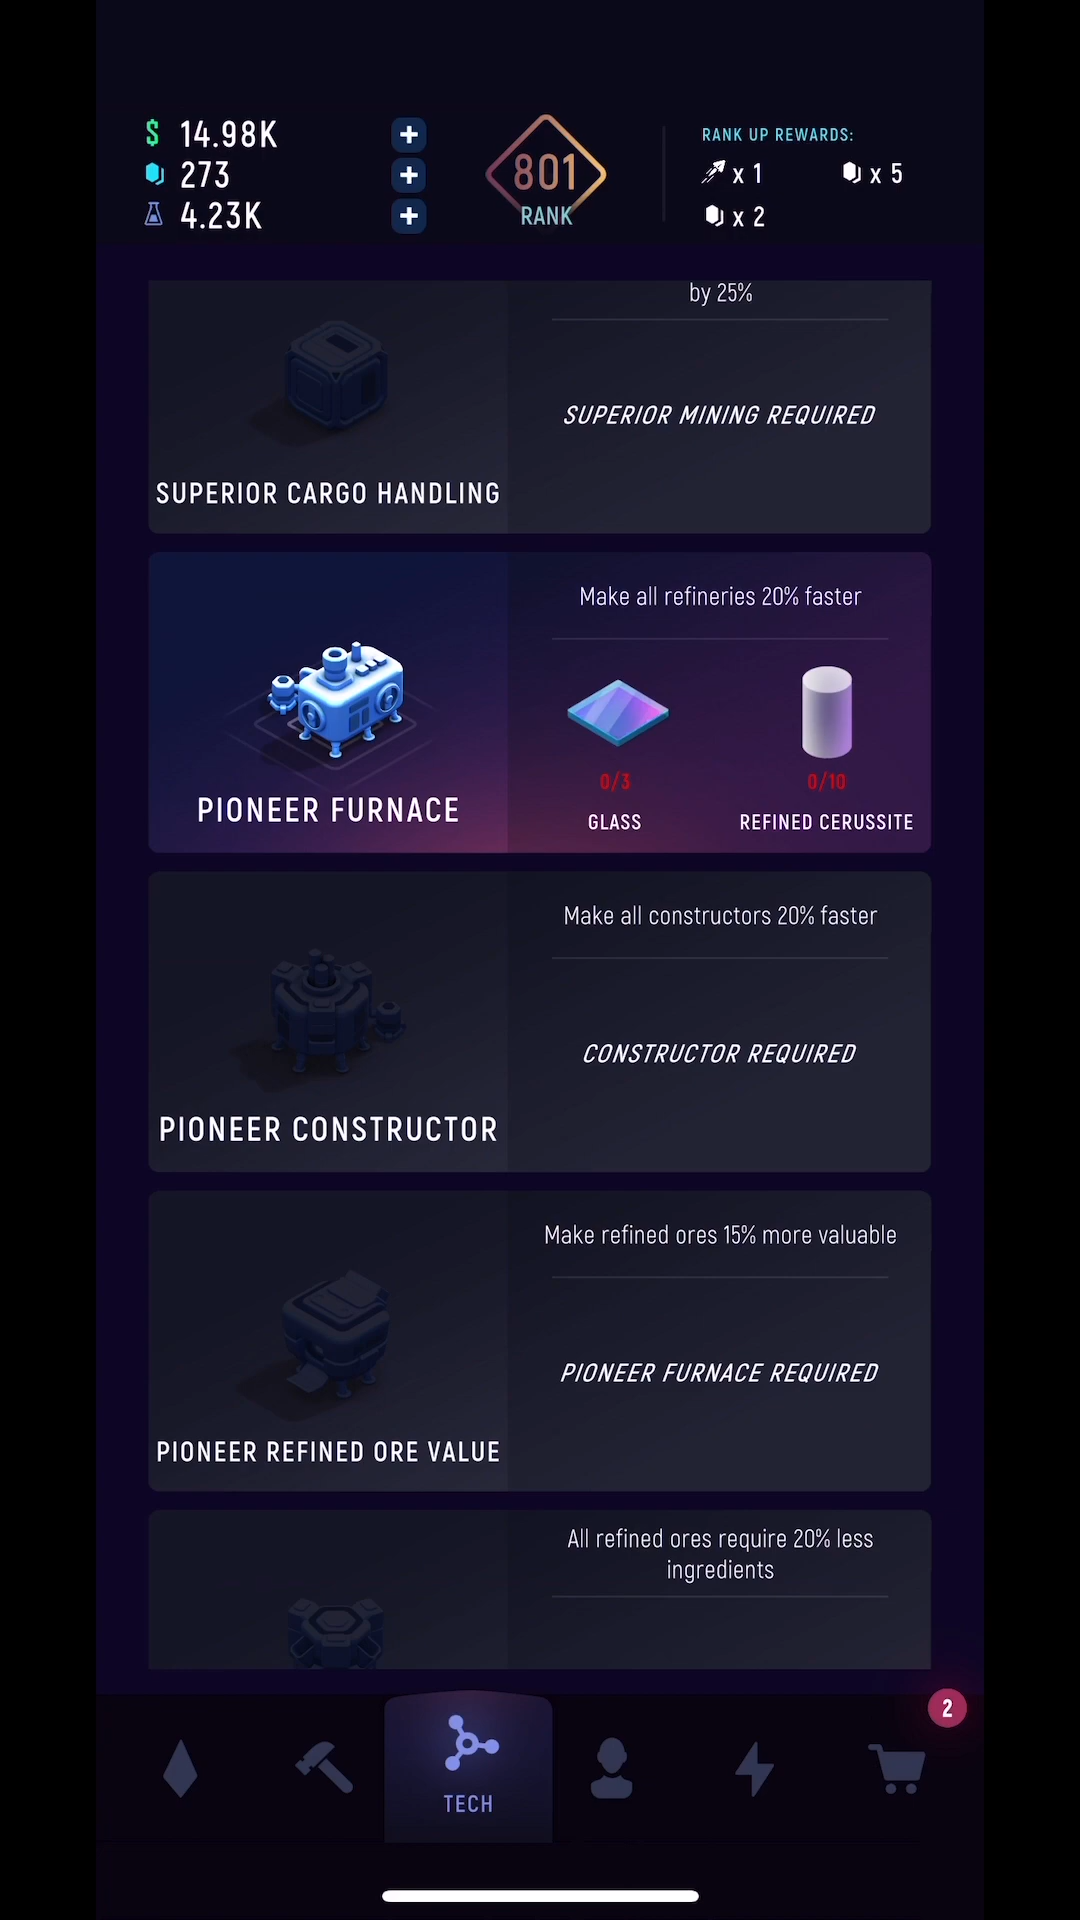 $ 14.98K
273
4.23K
801
RANK
RANK UP REWARDS:
x 1
x 5
x 2
by 25%
SUPERIOR MINING REQUIRED
SUPERIOR CARGO HANDLING
Make all refineries 20% faster
0/3
0/10
GLASS
REFINED CERUSSITE
PIONEER FURNACE
Make all constructors 20% faster
CONSTRUCTOR REQUIRED
PIONEER CONSTRUCTOR
Make refined ores 15% more valuable
PIONEER FURNACE REQUIRED
PIONEER REFINED ORE VALUE
All refined ores require 20% less
ingredients
2
TECH